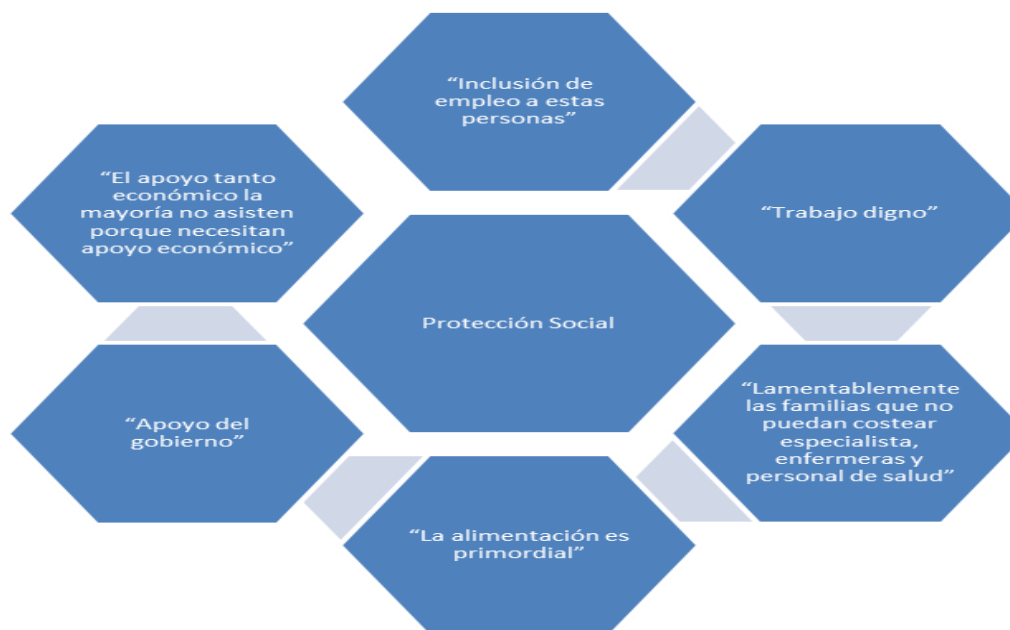 “Inclusión de
empleo a estas
personas”
“El apoyo tanto
económico la
mayoría no asisten
porque necesitan
apoyo económico”
“Trabajo digno”
Protección Social
“Apoyo del
gobierno”
“Lamentablemente
las familias que no
puedan costear
especialista,
enfermeras y
personal de salud”
“La alimentación es
primordial”